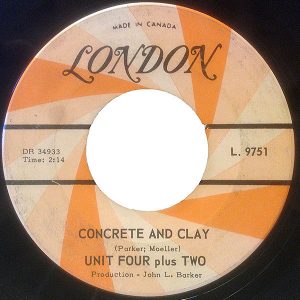 MADE IN CANADA
LONDON
DR 34933
Time: 2:14
L. 9751
CONCRETE AND CLAY
(Parker; Moeller)
UNIT FOUR plus TWO
Production - John L. Barker